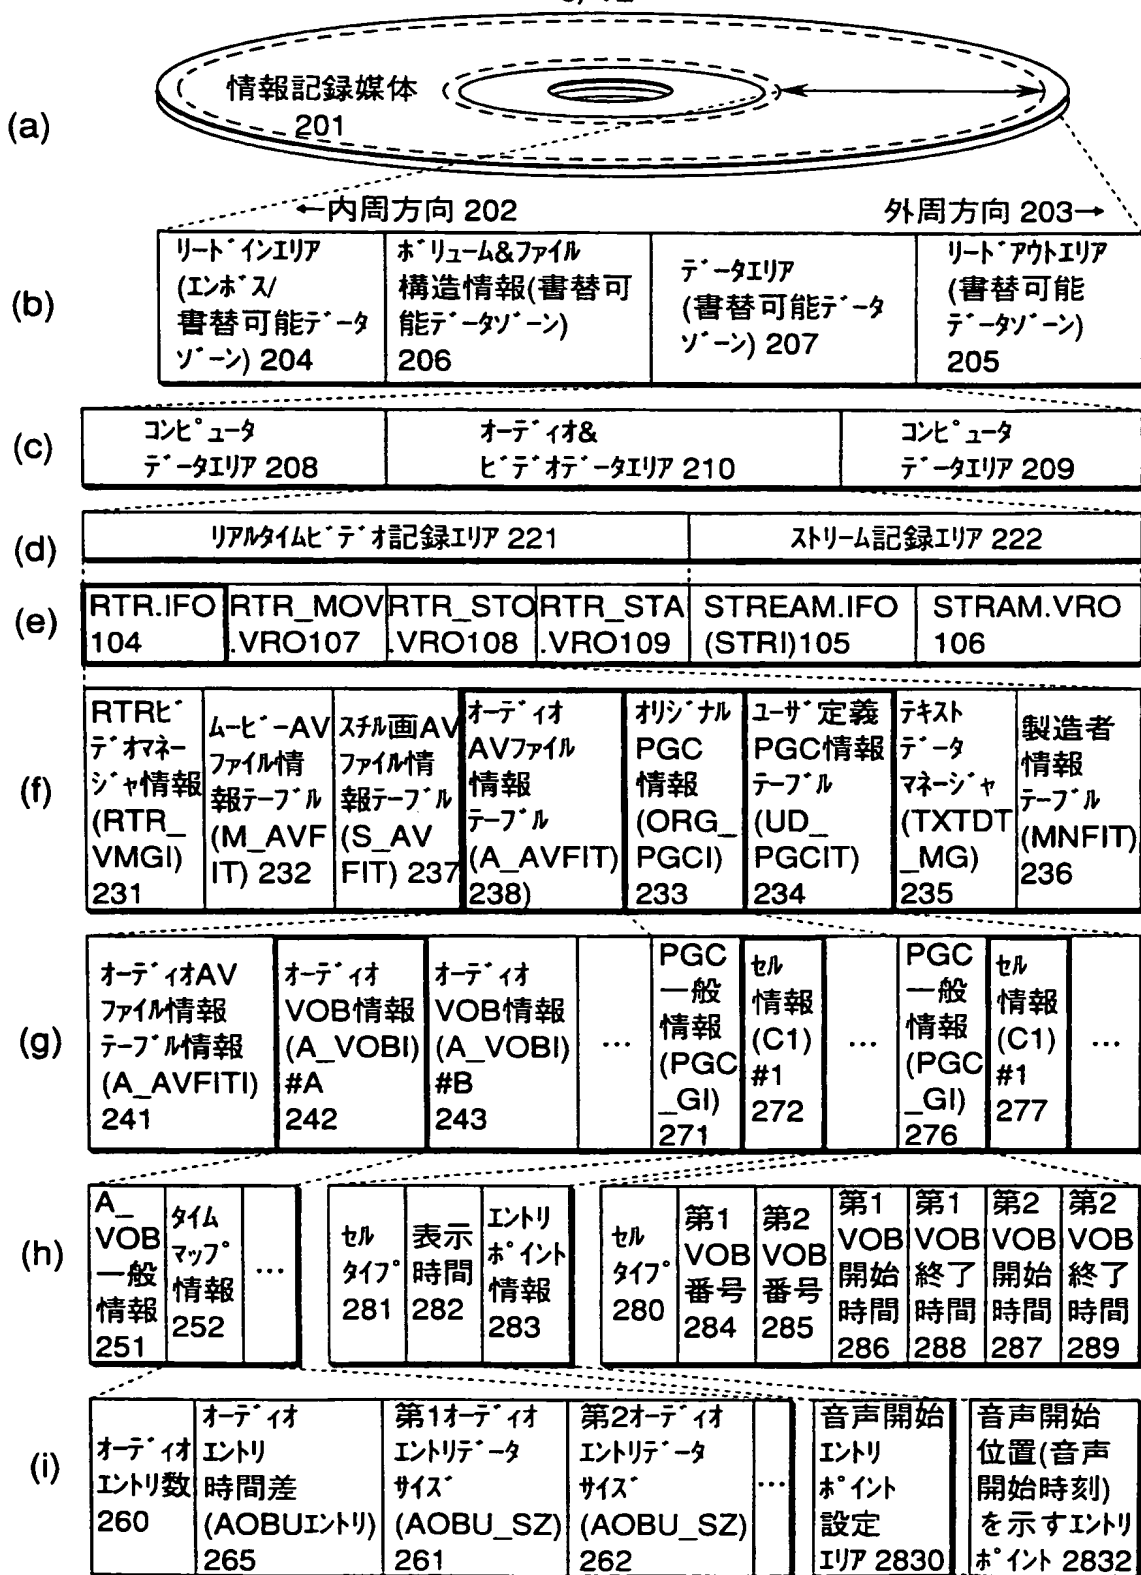 情報記録媒体
201
(a)
←内周方向 202
外周方向 203→
(b)
リードインエリア
(エンボス/
書替可能データ
ゾーン) 204
ボリューム&ファイル
構造情報(書替可
能データゾーン)
206
データエリア
(書替可能データ
ゾーン) 207
リードアウトエリア
(書替可能
データゾーン)
205
(c)
コンピュータ
データエリア 208
オーディオ&
ビデオデータエリア 210
コンピュータ
データエリア 209
(d)
リアルタイムビデオ記録エリア 221
ストリーム記録エリア 222
(e)
RTR.IFO
104
RTR_MOV
.VRO107
RTR_STO
.VRO108
RTR_STA
.VRO109
STREAM.IFO
(STRI)105
STRAM.VRO
106
(f)
RTRビ
デオマネー
ジャ情報
(RTR_
VMGI)
231
ムービーAV
ファイル情
報テーブル
(M_AVF
IT) 232
スチル画AV
ファイル情
報テーブル
(S_AV
FIT) 237
オーディオ
AVファイル
情報
テーブル
(A_AVFIT)
238)
オリジナル
PGC
情報
(ORG_
PGCI)
233
ユーザ定義
PGC情報
テーブル
(UD_
PGCIT)
234
テキスト
データ
マネージャ
(TXTDT
_MG)
235
製造者
情報
テーブル
(MNFIT)
236
(g)
オーディオAV
ファイル情報
テーブル情報
(A_AVFITI)
241
オーディオ
VOB情報
(A_VOBI)
#A
242
オーディオ
VOB情報
(A_VOBI)
#B
243
…
PGC
一般
情報
(PGC
_GI)
271
セル
情報
(C1)
#1
272
…
PGC
一般
情報
(PGC
_GI)
276
セル
情報
(C1)
#1
277
…
(h)
A_
VOB
一般
情報
251
タイム
マップ
情報
252
…
セル
タイプ
281
表示
時間
282
エントリ
ポイント
情報
283
セル
タイプ
280
第1
VOB
番号
284
第2
VOB
番号
285
第1
VOB
開始
時間
286
第1
VOB
終了
時間
288
第2
VOB
開始
時間
287
第2
VOB
終了
時間
289
(i)
オーディオ
エントリ数
260
オーディオ
エントリ
時間差
(AOBUエントリ)
265
第1オーディオ
エントリデータ
サイズ
(AOBU_SZ)
261
第2オーディオ
エントリデータ
サイズ
(AOBU_SZ)
262
…
音声開始
エントリ
ポイント
設定
エリア 2830
音声開始
位置(音声
開始時刻)
を示すエントリ
ポイント 2832